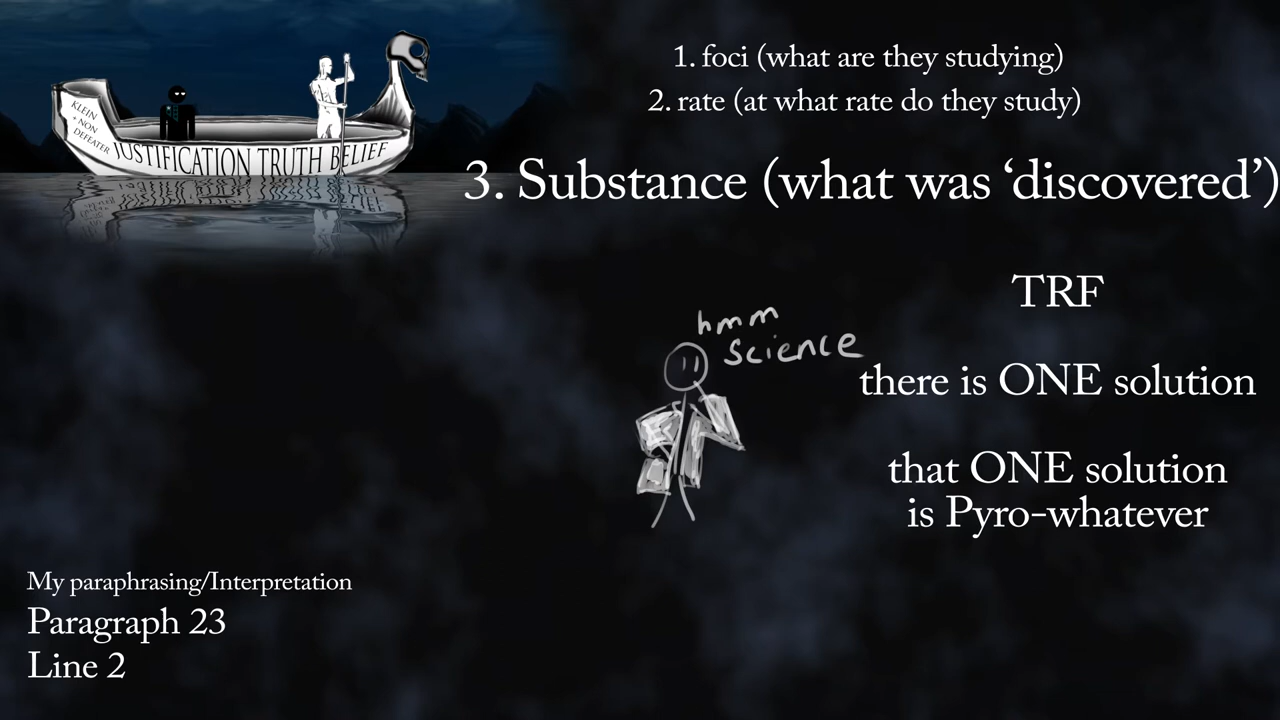 1. foci (what are they studying)
2. rate (at what rate do they study)
3. Substance (what was ‘discovered’)
KLEIN
+ NON
DEFEATER
JUSTIFICATION TRUTH BELIEF
TRF
hmm
science
there is ONE solution
that ONE solution
is Pyro-whatever
My paraphrasing/Interpretation
Paragraph 23
Line 2